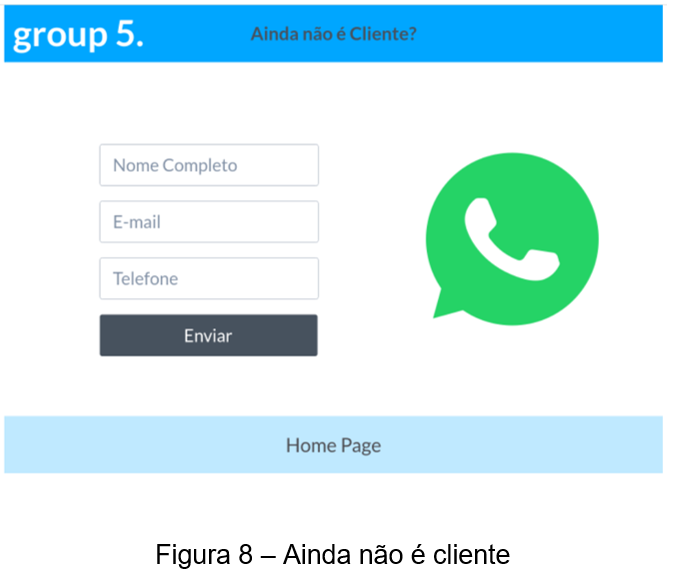 group 5.
Ainda não é Cliente?
Nome Completo
E-mail
Telefone
Enviar
Home Page
Figura 8 – Ainda não é cliente